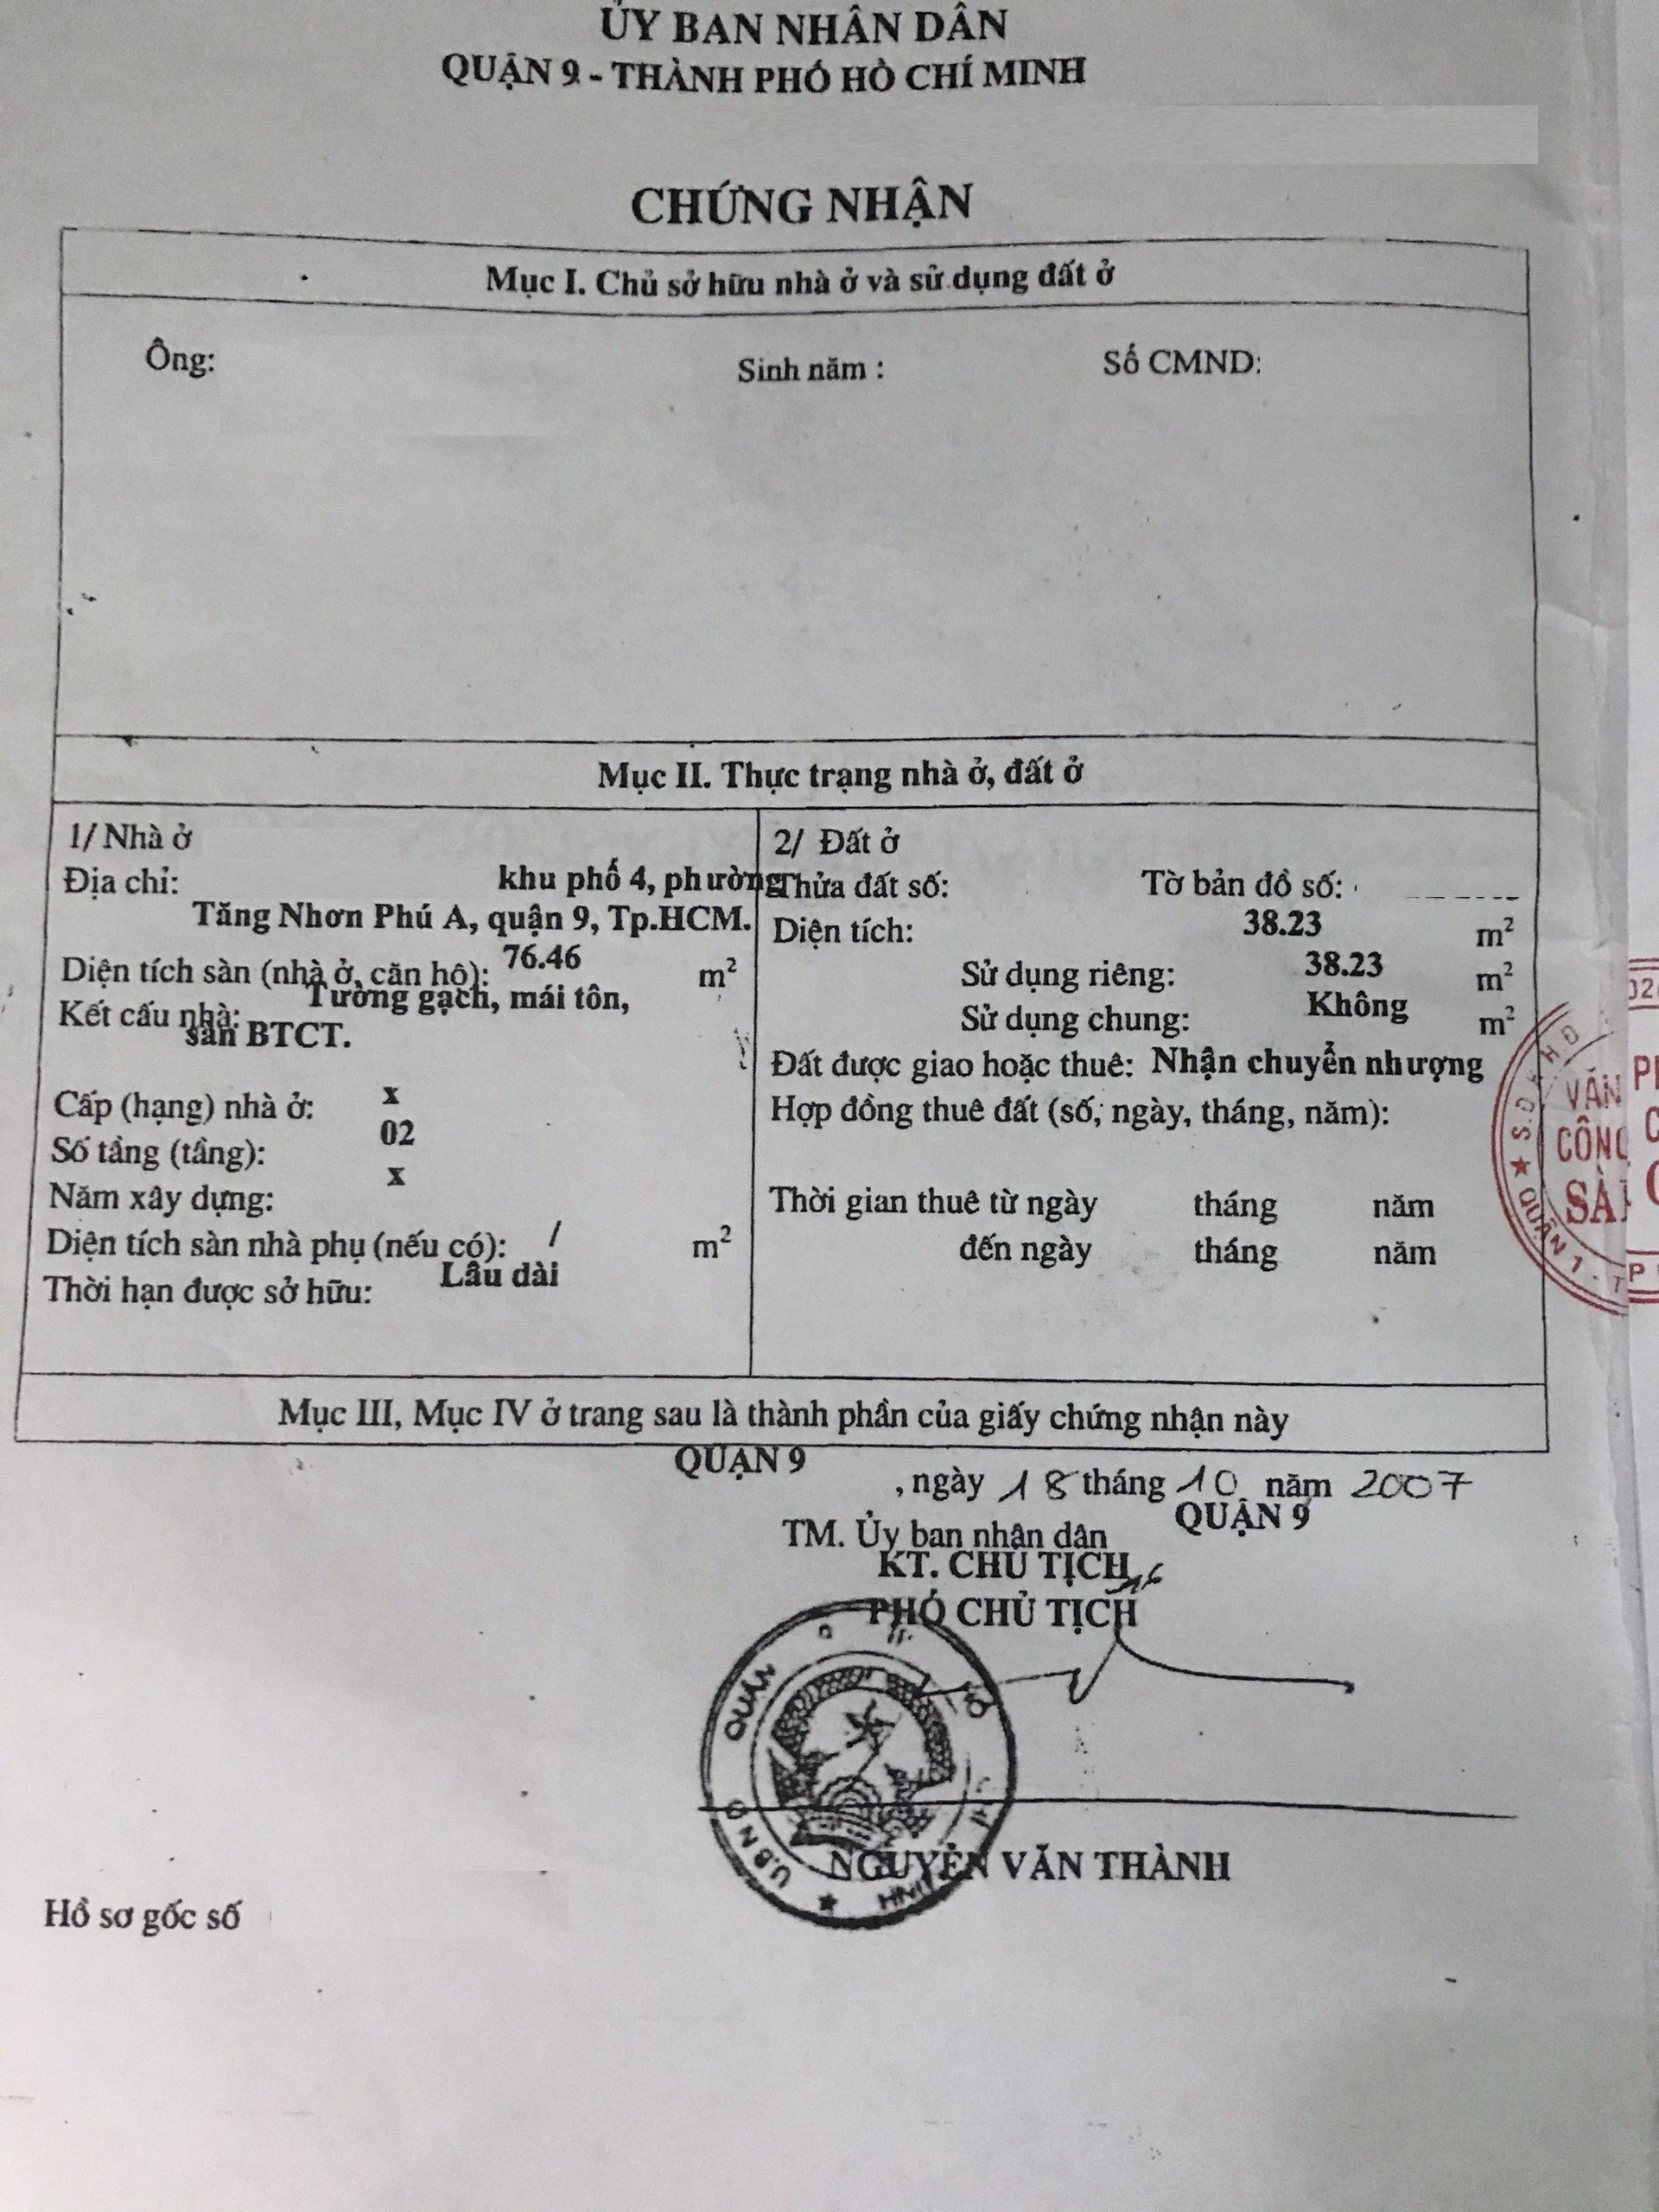 ỦY BAN NHÂN DÂN
QUẬN 9 - THÀNH PHỐ HỒ CHÍ MINH
CHỨNG NHẬN
Mục I. Chủ sở hữu nhà ở và sử dụng đất ở
Ông: Sinh năm : Số CMND:
Mục II. Thực trạng nhà ở, đất ở
1/ Nhà ở
Địa chỉ: khu phố 4, phường
Tăng Nhơn Phú A, quận 9, Tp.HCM.
Diện tích sàn (nhà ở, căn hộ): 76.46 m²
Kết cấu nhà: Tường gạch, mái tôn,
sàn BTCT.
Cấp (hạng) nhà ở: x
Số tầng (tầng): 02
Năm xây dựng: x
Diện tích sàn nhà phụ (nếu có): / m²
Thời hạn được sở hữu: Lâu dài
2/ Đất ở
Thửa đất số: Tờ bản đồ số:
Diện tích: 38.23 m²
Sử dụng riêng: 38.23 m²
Sử dụng chung: Không m²
Đất được giao hoặc thuê: Nhận chuyển nhượng
Hợp đồng thuê đất (số, ngày, tháng, năm):
Thời gian thuê từ ngày tháng năm
đến ngày tháng năm
Mục III, Mục IV ở trang sau là thành phần của giấy chứng nhận này
QUẬN 9 , ngày 18 tháng 10 năm 2007
TM. Ủy ban nhân dân QUẬN 9
KT. CHỦ TỊCH
PHÓ CHỦ TỊCH
U.B.N.D QUẬN
NGUYỄN VĂN THÀNH
Hồ sơ gốc số
S.Đ.K.H.Đ
VĂN
CÔNG
SÀI
QUẬN 1 - T